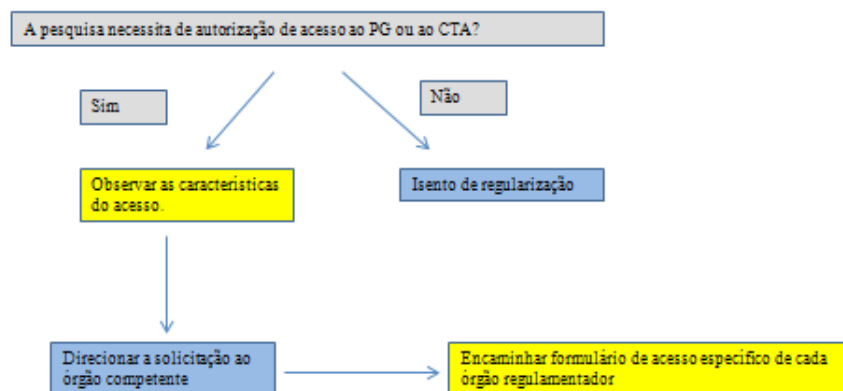 A pesquisa necessita de autorização de acesso ao PG ou ao CTA?
Sim
Não
Observar as características
do acesso.
Isento de regularização
Direcionar a solicitação ao
órgão competente
Encaminhar formulário de acesso específico de cada
órgão regulamentador